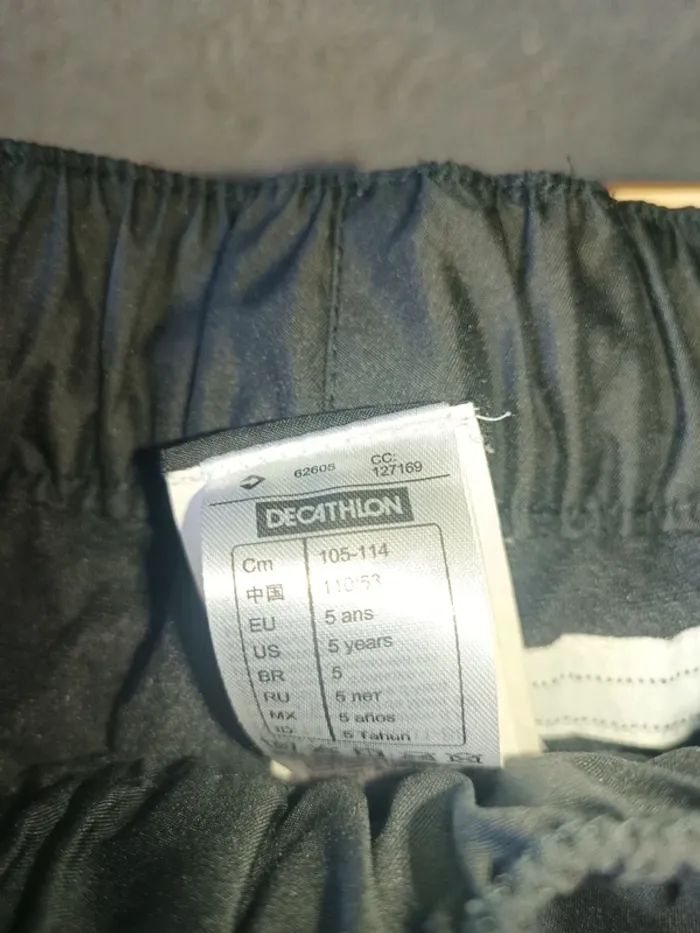 62605 CC:
127169
DECATHLON
Cm 105-114
中国 110/53
EU 5 ans
US 5 years
BR 5
RU 5 лет
MX 5 años
ID 5 Tahun